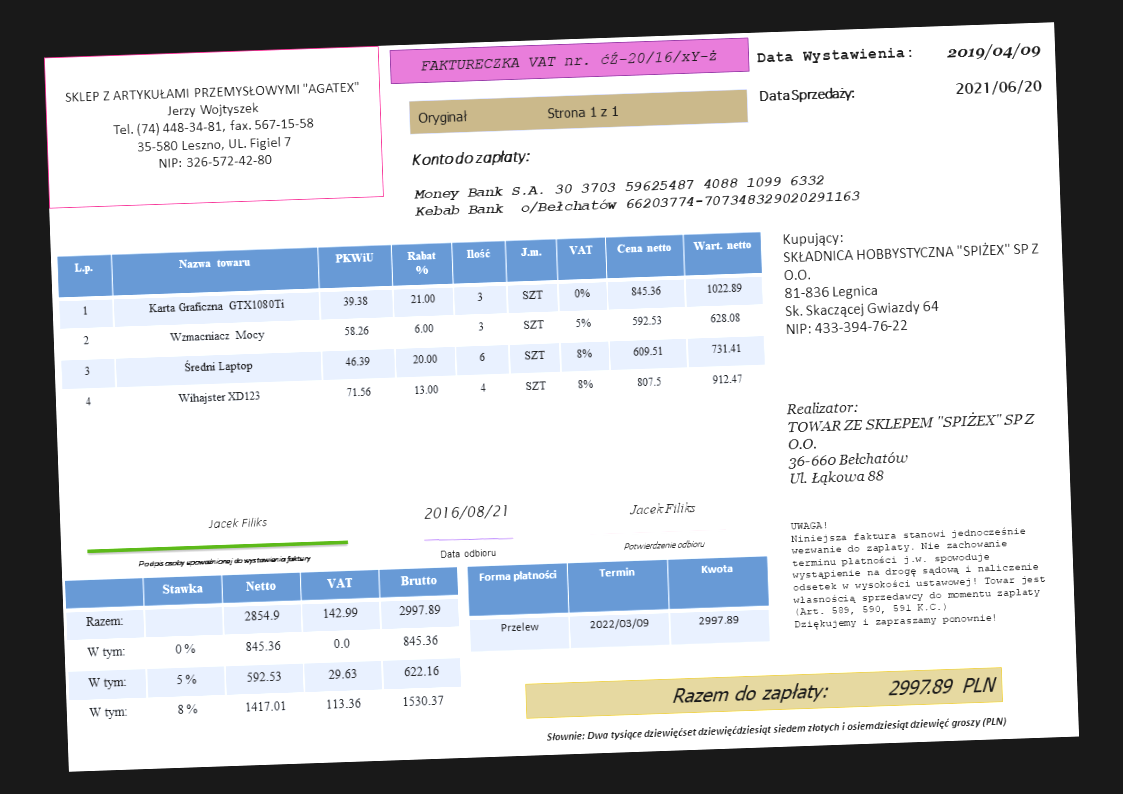 SKLEP Z ARTYKUŁAMI PRZEMYSŁOWYMI "AGATEX"
Jerzy Wojtyszek
Tel. (74) 448-34-81, fax. 567-15-58
35-580 Leszno, UL. Figiel 7
NIP: 326-572-42-80
FAKTURECZKA VAT nr. ĆŹ-20/16/xY-Ż
Data Wystawienia: 2019/04/09
Oryginał Strona 1 z 1
Data Sprzedaży: 2021/06/20
Konto do zapłaty:
Money Bank S.A. 30 3703 59625487 4088 1099 6332
Kebab Bank o/Bełchatów 66203774-707348329020291163
L.p. Nazwa towaru PKWiU Rabat % Ilość J.m. VAT Cena netto Wart. netto
1 Karta Graficzna GTX1080Ti 39.38 21.00 3 SZT 0% 845.36 1022.89
2 Wzmacniacz Mocy 58.26 6.00 3 SZT 5% 592.53 628.08
3 Średni Laptop 46.39 20.00 6 SZT 8% 609.51 731.41
4 Wihajster XD123 71.56 13.00 4 SZT 8% 807.5 912.47
Kupujący:
SKŁADNICA HOBBYSTYCZNA "SPIŻEX" SP Z
O.O.
81-836 Legnica
Sk. Skaczącej Gwiazdy 64
NIP: 433-394-76-22
Realizator:
TOWAR ZE SKLEPEM "SPIŻEX" SP Z
O.O.
36-660 Bełchatów
Ul. Łąkowa 88
Jacek Filiks
Podpis osoby upoważnionej do wystawienia faktury
2016/08/21
Data odbioru
Jacek Filiks
Potwierdzenie odbioru
UWAGA!
Niniejsza faktura stanowi jednocześnie
wezwanie do zapłaty. Nie zachowanie
terminu płatności j.w. spowoduje
wystąpienie na drogę sądową i naliczenie
odsetek w wysokości ustawowej! Towar jest
własnością sprzedawcy do momentu zapłaty
(Art. 589, 590, 591 K.C.)
Dziękujemy i zapraszamy ponownie!
Stawka Netto VAT Brutto
Razem: 2854.9 142.99 2997.89
W tym: 0 % 845.36 0.0 845.36
W tym: 5 % 592.53 29.63 622.16
W tym: 8 % 1417.01 113.36 1530.37
Forma płatności Termin Kwota
Przelew 2022/03/09 2997.89
Razem do zapłaty: 2997.89 PLN
Słownie: Dwa tysiące dziewięćset dziewięćdziesiąt siedem złotych i osiemdziesiąt dziewięć groszy (PLN)